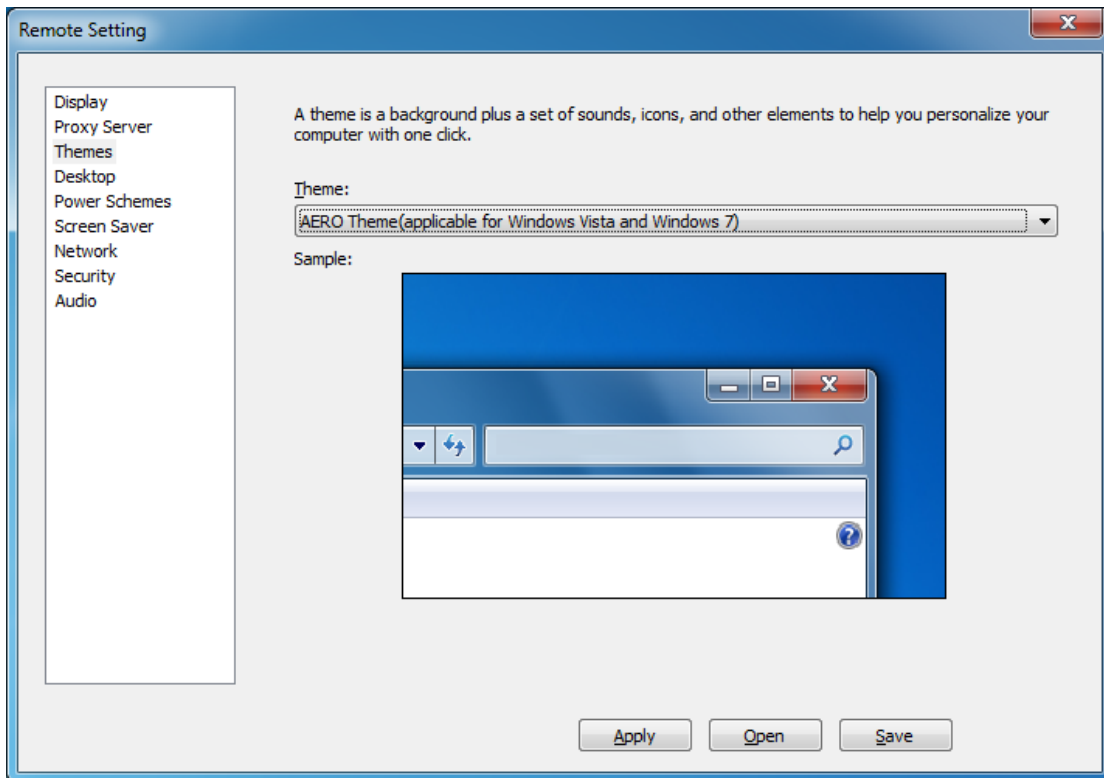 Remote Setting
Display
Proxy Server
Themes
Desktop
Power Schemes
Screen Saver
Network
Security
Audio
A theme is a background plus a set of sounds, icons, and other elements to help you personalize your
computer with one click.
Theme:
AERO Theme(applicable for Windows Vista and Windows 7)
Sample:
Apply
Open
Save